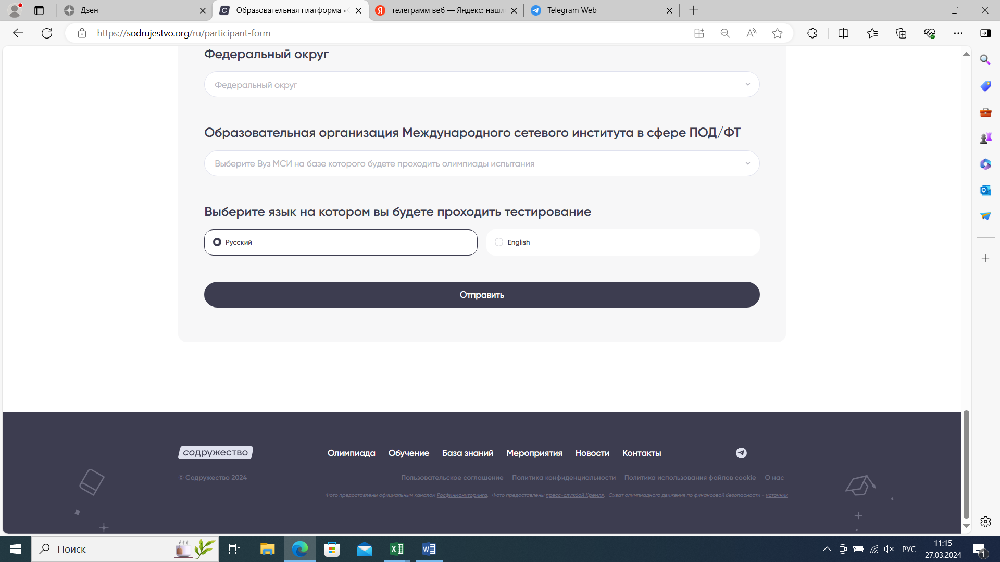 Дзен
Образовательная платформа «
телеграмм веб — Яндекс: наш
Telegram Web
https://sodrujestvo.org/ru/participant-form
Федеральный округ
Федеральный округ
Образовательная организация Международного сетевого института в сфере ПОД/ФТ
Выберите Вуз МСИ на базе которого будете проходить олимпиады испытания
Выберите язык на котором вы будете проходить тестирование
Русский
English
Отправить
содружество
Олимпиада Обучение База знаний Мероприятия Новости Контакты
© Содружество 2024
Пользовательское соглашение Политика конфиденциальности Политика использования файлов cookie О нас
Фото предоставлены официальным каналом Росфинмониторинга, Фото предоставлены пресс-службой Кремля, Охват олимпиадного движения по финансовой безопасности - источник
Поиск
РУС
11:15
27.03.2024
1